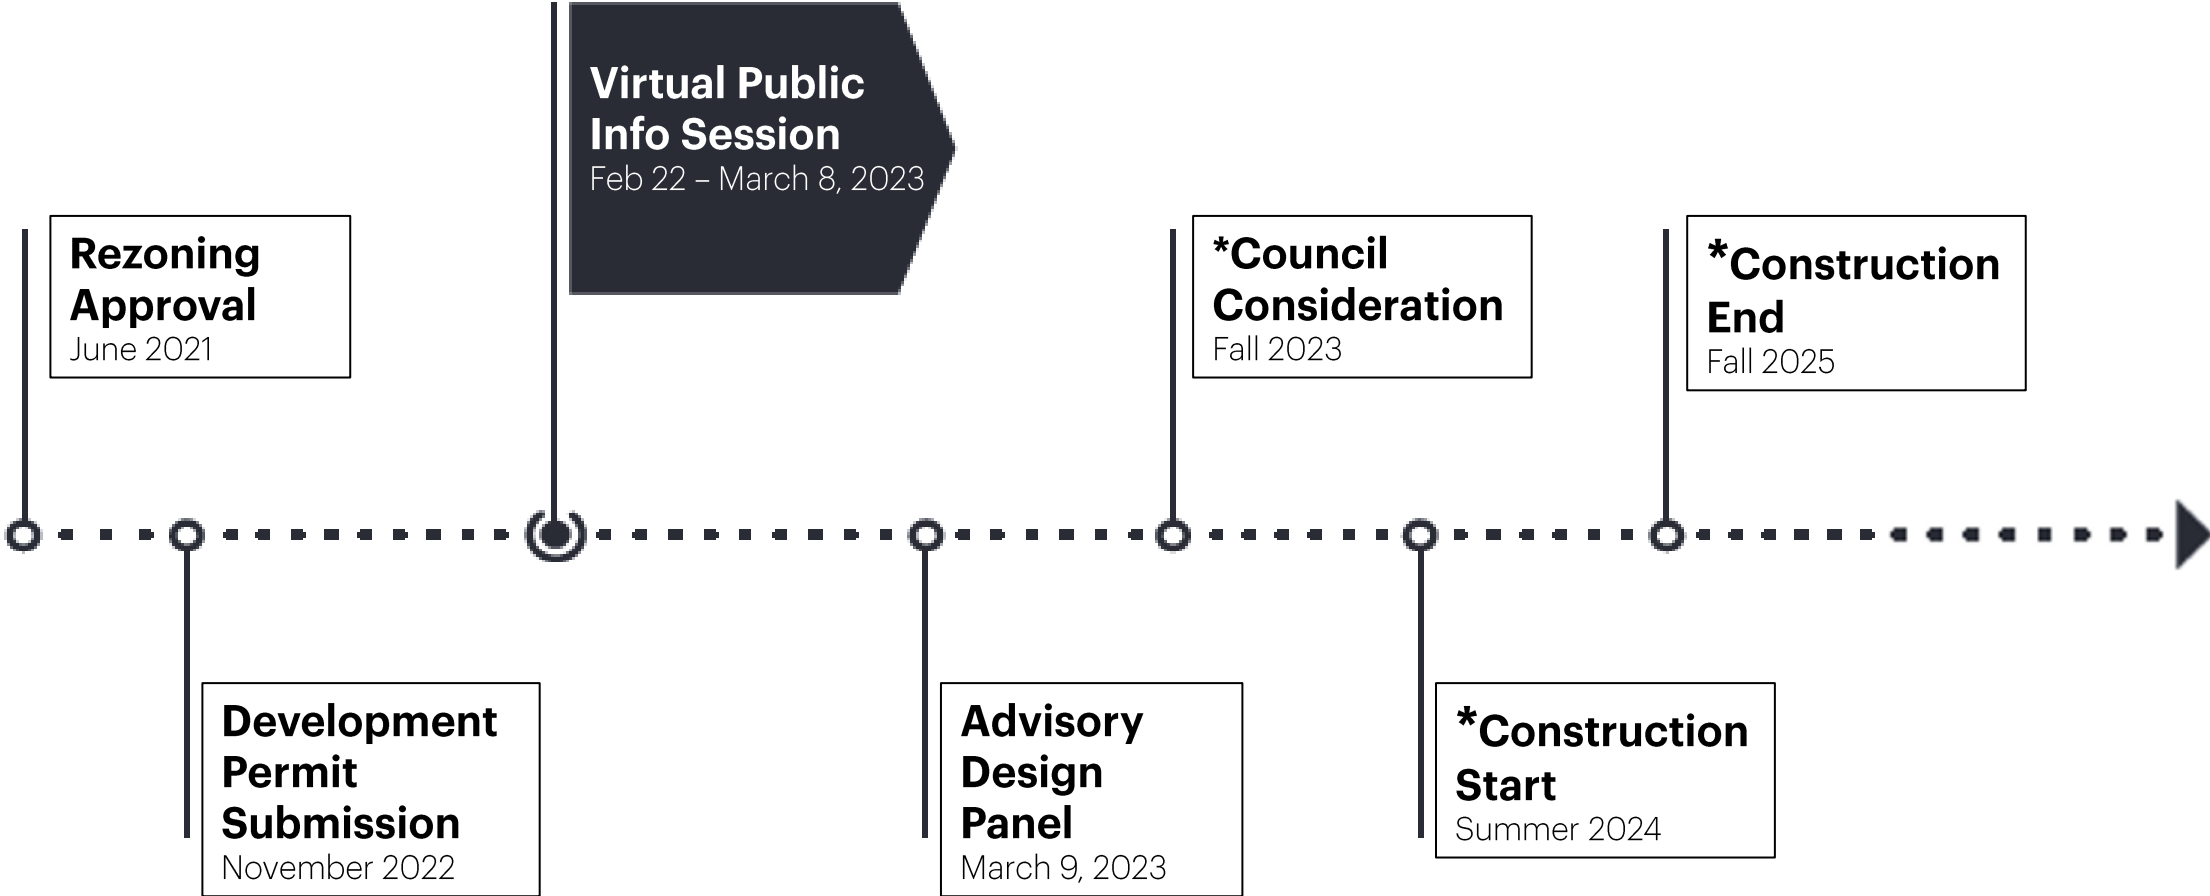 Rezoning
Approval
June 2021
Development
Permit
Submission
November 2022
Virtual Public
Info Session
Feb 22 – March 8, 2023
Advisory
Design
Panel
March 9, 2023
*Council
Consideration
Fall 2023
*Construction
Start
Summer 2024
*Construction
End
Fall 2025